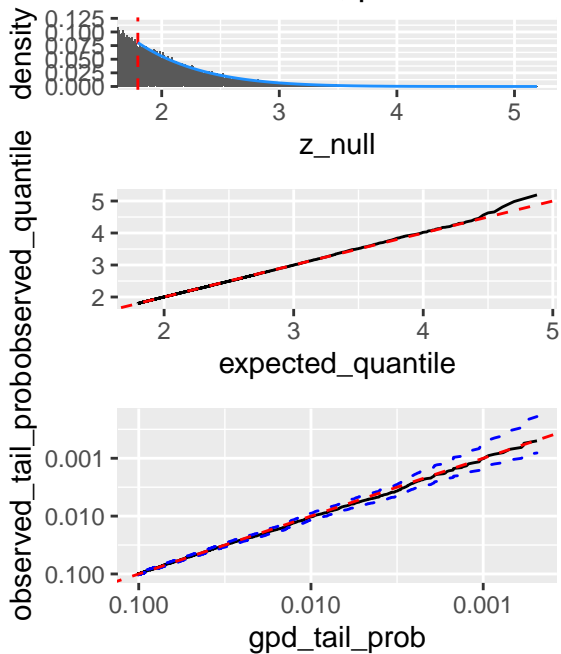 0.125
0.100
0.075
0.050
0.025
0.000
density
2 3 4 5
z_null
5
4
3
2
observed_quantile
2 3 4 5
expected_quantile
0.001
0.010
0.100
observed_tail_prob
0.100 0.010 0.001
gpd_tail_prob